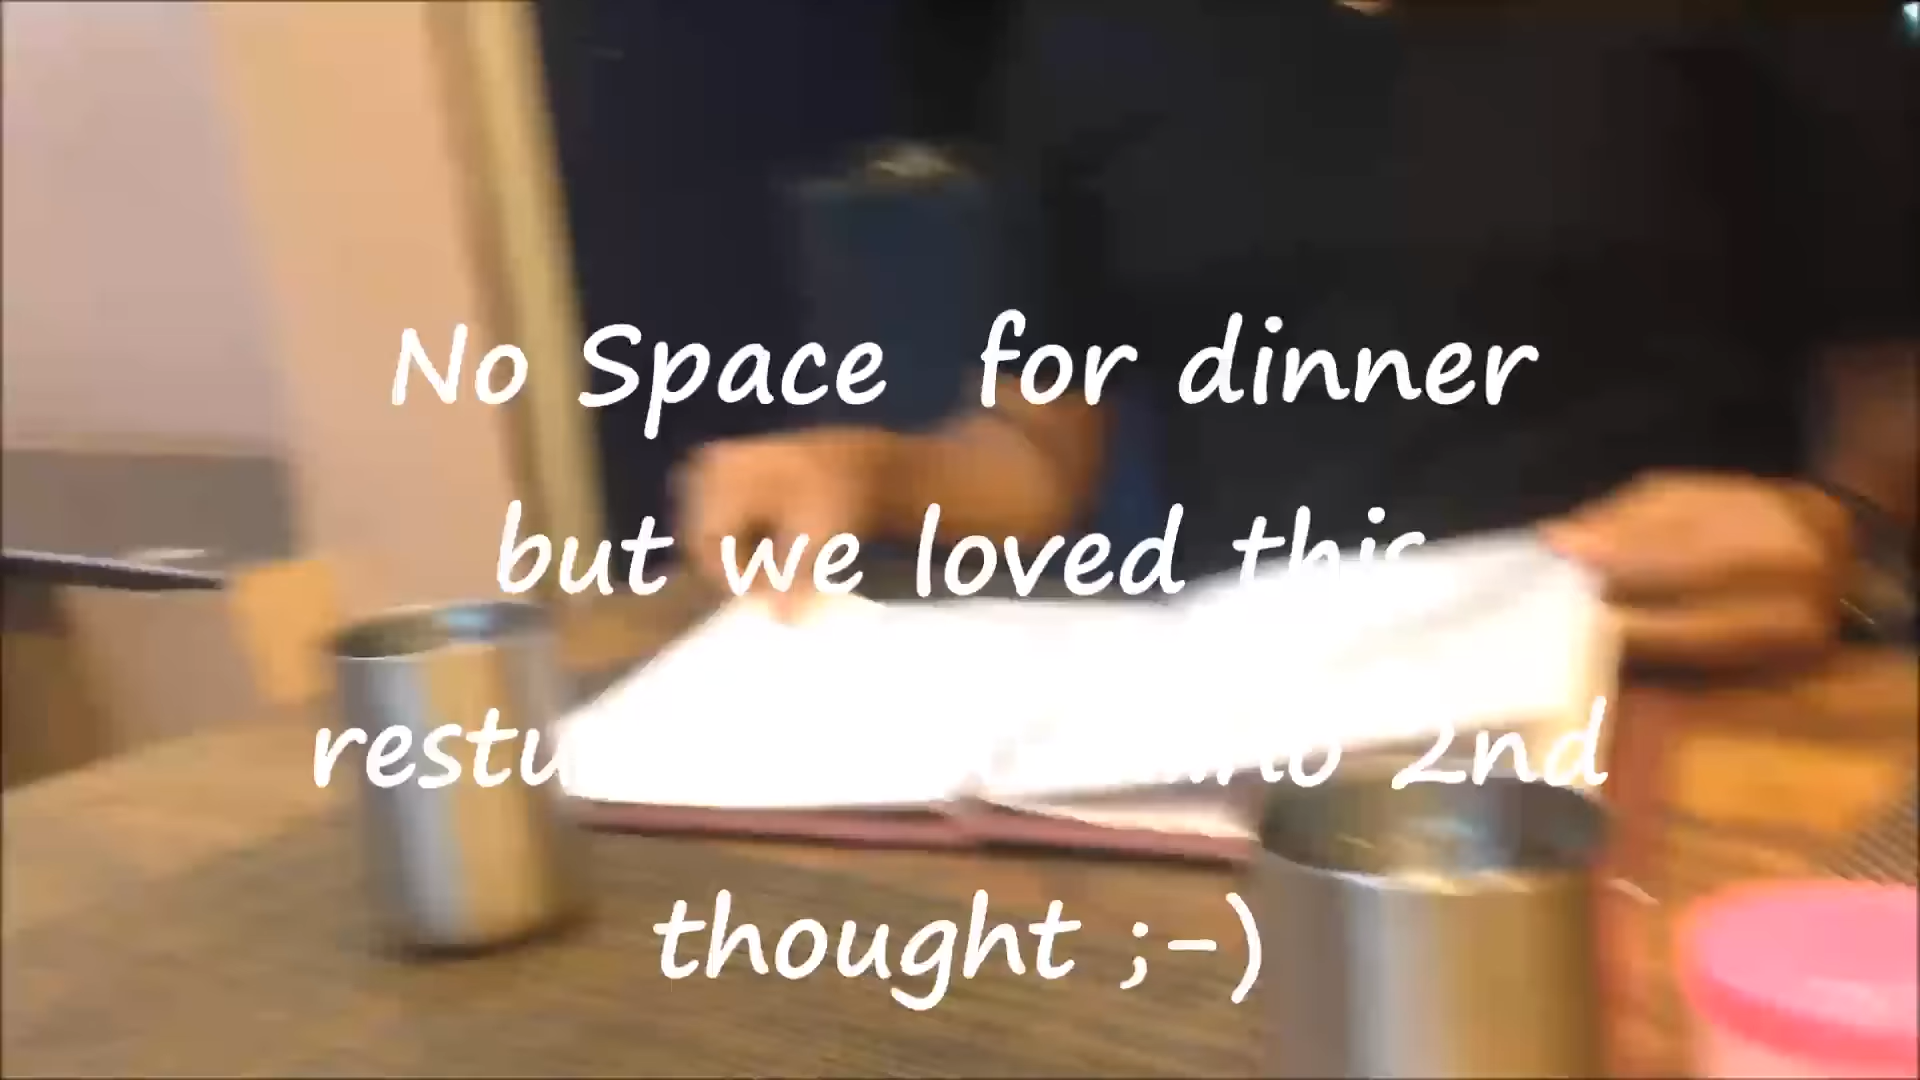 No Space for dinner
but we loved this
2nd
thought ;-)